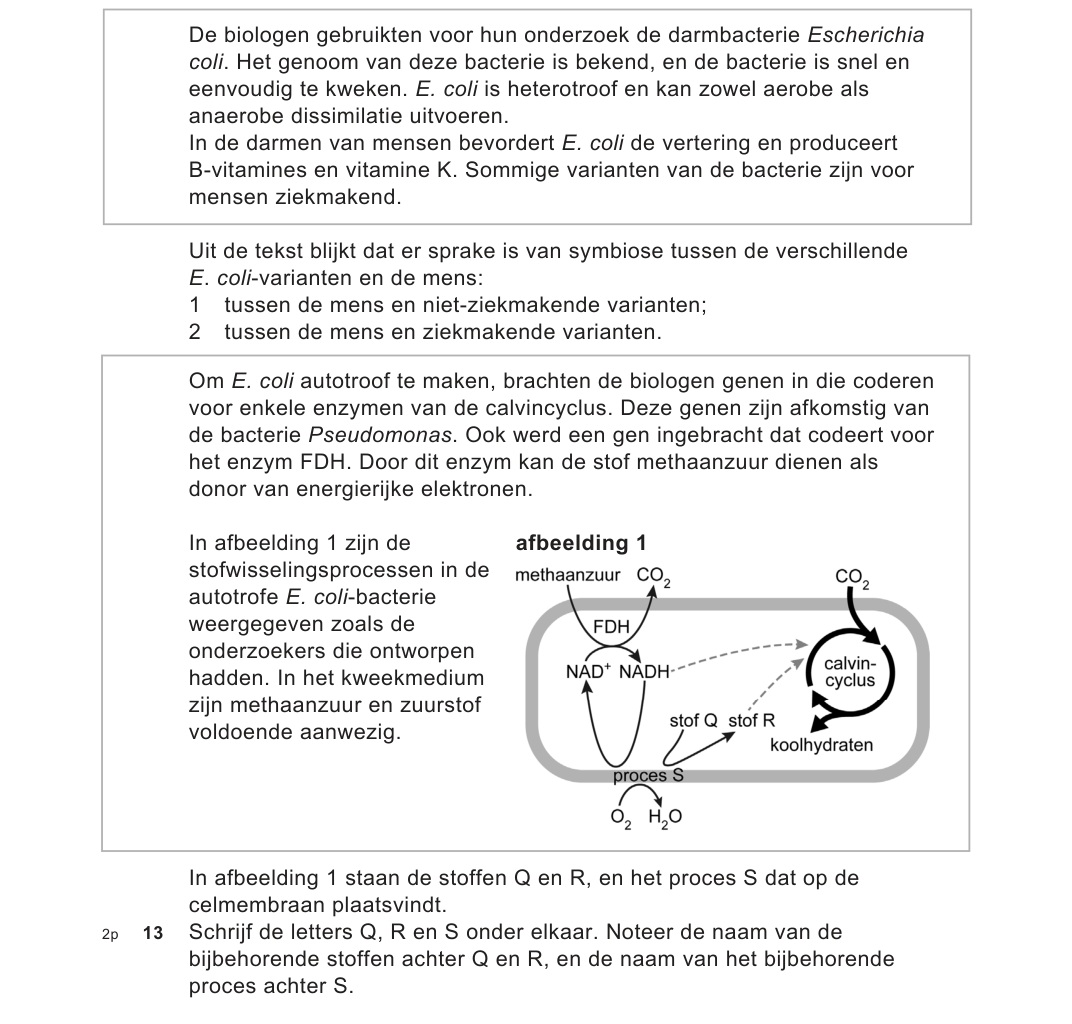 De biologen gebruikten voor hun onderzoek de darmbacterie Escherichia
coli. Het genoom van deze bacterie is bekend, en de bacterie is snel en
eenvoudig te kweken. E. coli is heterotroof en kan zowel aerobe als
anaerobe dissimilatie uitvoeren.
In de darmen van mensen bevordert E. coli de vertering en produceert
B-vitamines en vitamine K. Sommige varianten van de bacterie zijn voor
mensen ziekmakend.
Uit de tekst blijkt dat er sprake is van symbiose tussen de verschillende
E. coli-varianten en de mens:
1 tussen de mens en niet-ziekmakende varianten;
2 tussen de mens en ziekmakende varianten.
Om E. coli autotroof te maken, brachten de biologen genen in die coderen
voor enkele enzymen van de calvincyclus. Deze genen zijn afkomstig van
de bacterie Pseudomonas. Ook werd een gen ingebracht dat codeert voor
het enzym FDH. Door dit enzym kan de stof methaanzuur dienen als
donor van energierijke elektronen.
In afbeelding 1 zijn de
stofwisselingsprocessen in de
autotrofe E. coli-bacterie
weergegeven zoals de
onderzoekers die ontworpen
hadden. In het kweekmedium
zijn methaanzuur en zuurstof
voldoende aanwezig.
afbeelding 1
methaanzuur CO2
CO2
FDH
NAD+ NADH
calvin-
cyclus
stof Q stof R
koolhydraten
proces S
O2 H2O
In afbeelding 1 staan de stoffen Q en R, en het proces S dat op de
celmembraan plaatsvindt.
2p 13 Schrijf de letters Q, R en S onder elkaar. Noteer de naam van de
bijbehorende stoffen achter Q en R, en de naam van het bijbehorende
proces achter S.